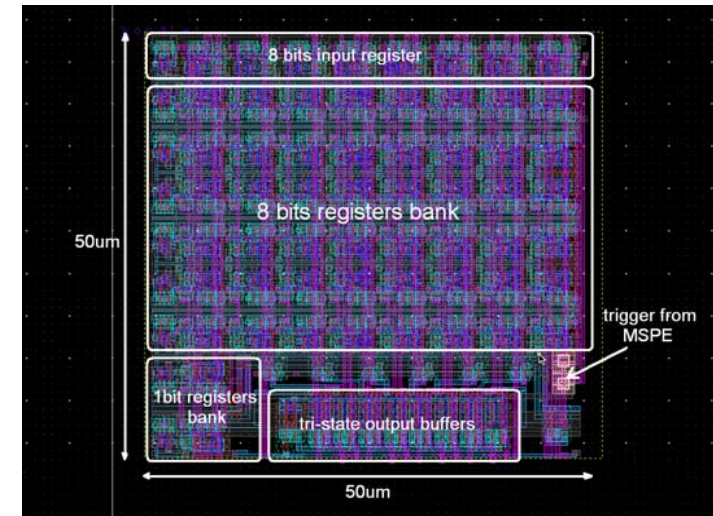 8 bits input register
8 bits registers bank
50um
trigger from
MSPE
1bit registers
bank
tri-state output buffers
50um